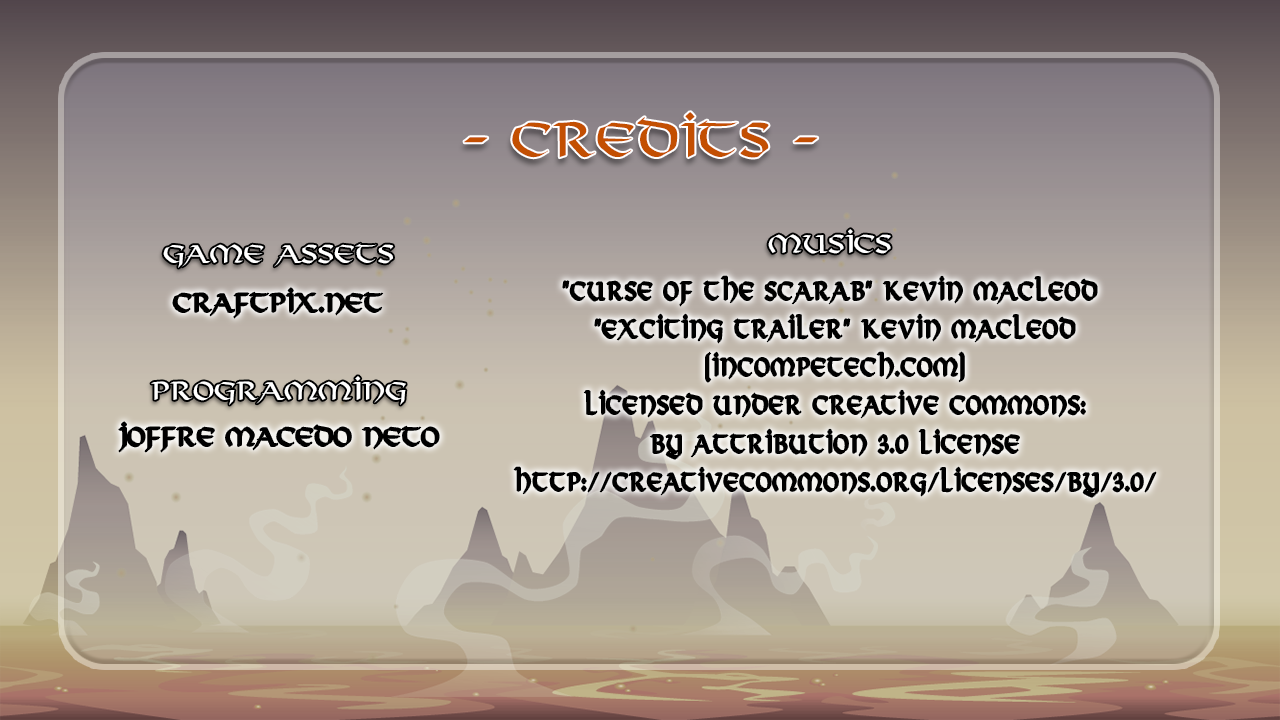 - CREDITS -
GAME ASSETS
CRAFTPIX.NET
PROGRAMMING
JOFFRE MACEDO NETO
MUSICS
"CURSE OF THE SCARAB" KEVIN MACLEOD
"EXCITING TRAILER" KEVIN MACLEOD
(INCOMPETECH.COM)
LICENSED UNDER CREATIVE COMMONS:
BY ATTRIBUTION 3.0 LICENSE
HTTP://CREATIVECOMMONS.ORG/LICENSES/BY/3.0/